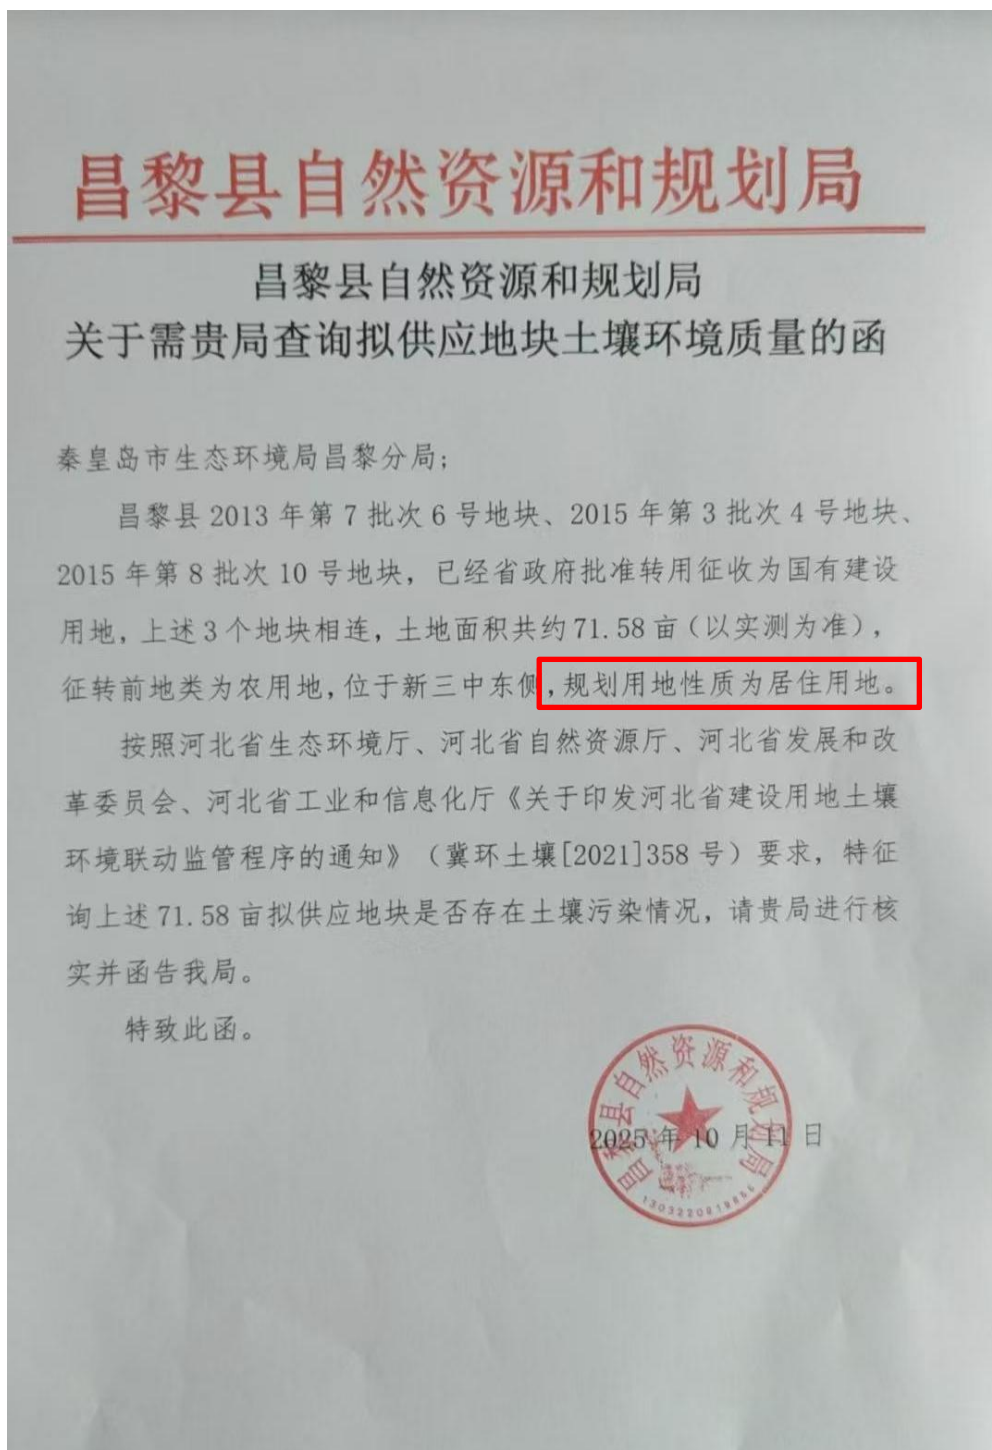 昌黎县自然资源和规划局
昌黎县自然资源和规划局
关于需贵局查询拟供应地块土壤环境质量的函
秦皇岛市生态环境局昌黎分局；
昌黎县2013年第7批次6号地块、2015年第3批次4号地块、
2015年第8批次10号地块，已经省政府批准转用征收为国有建设
用地，上述3个地块相连，土地面积共约71.58亩（以实测为准），
征转前地类为农用地，位于新三中东侧，规划用地性质为居住用地。
按照河北省生态环境厅、河北省自然资源厅、河北省发展和改
革委员会、河北省工业和信息化厅《关于印发河北省建设用地土壤
环境联动监管程序的通知》（冀环土壤[2021]358号）要求，特征
询上述71.58亩拟供应地块是否存在土壤污染情况，请贵局进行核
实并函告我局。
特致此函。
昌黎县自然资源和规划局
2025年10月11日